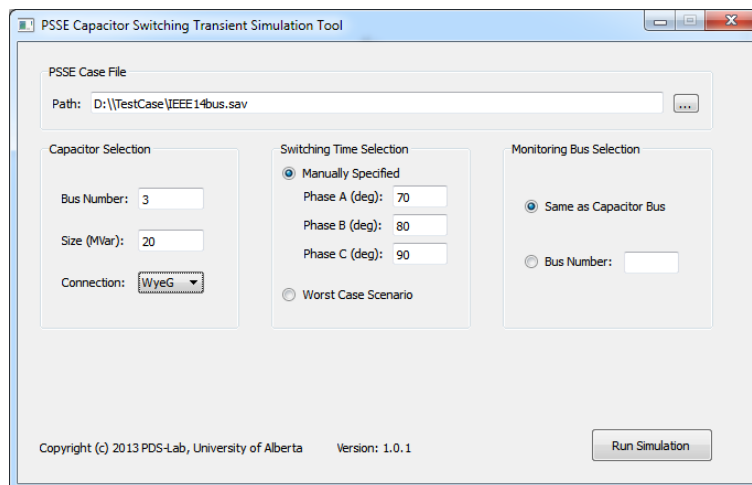 PSSE Capacitor Switching Transient Simulation Tool
PSSE Case File
Path: D:\\TestCase\IEEE14bus.sav ...
Capacitor Selection
Bus Number: 3
Size (MVar): 20
Connection: WyeG
Switching Time Selection
Manually Specified
Phase A (deg): 70
Phase B (deg): 80
Phase C (deg): 90
Worst Case Scenario
Monitoring Bus Selection
Same as Capacitor Bus
Bus Number:
Copyright (c) 2013 PDS-Lab, University of Alberta Version: 1.0.1
Run Simulation